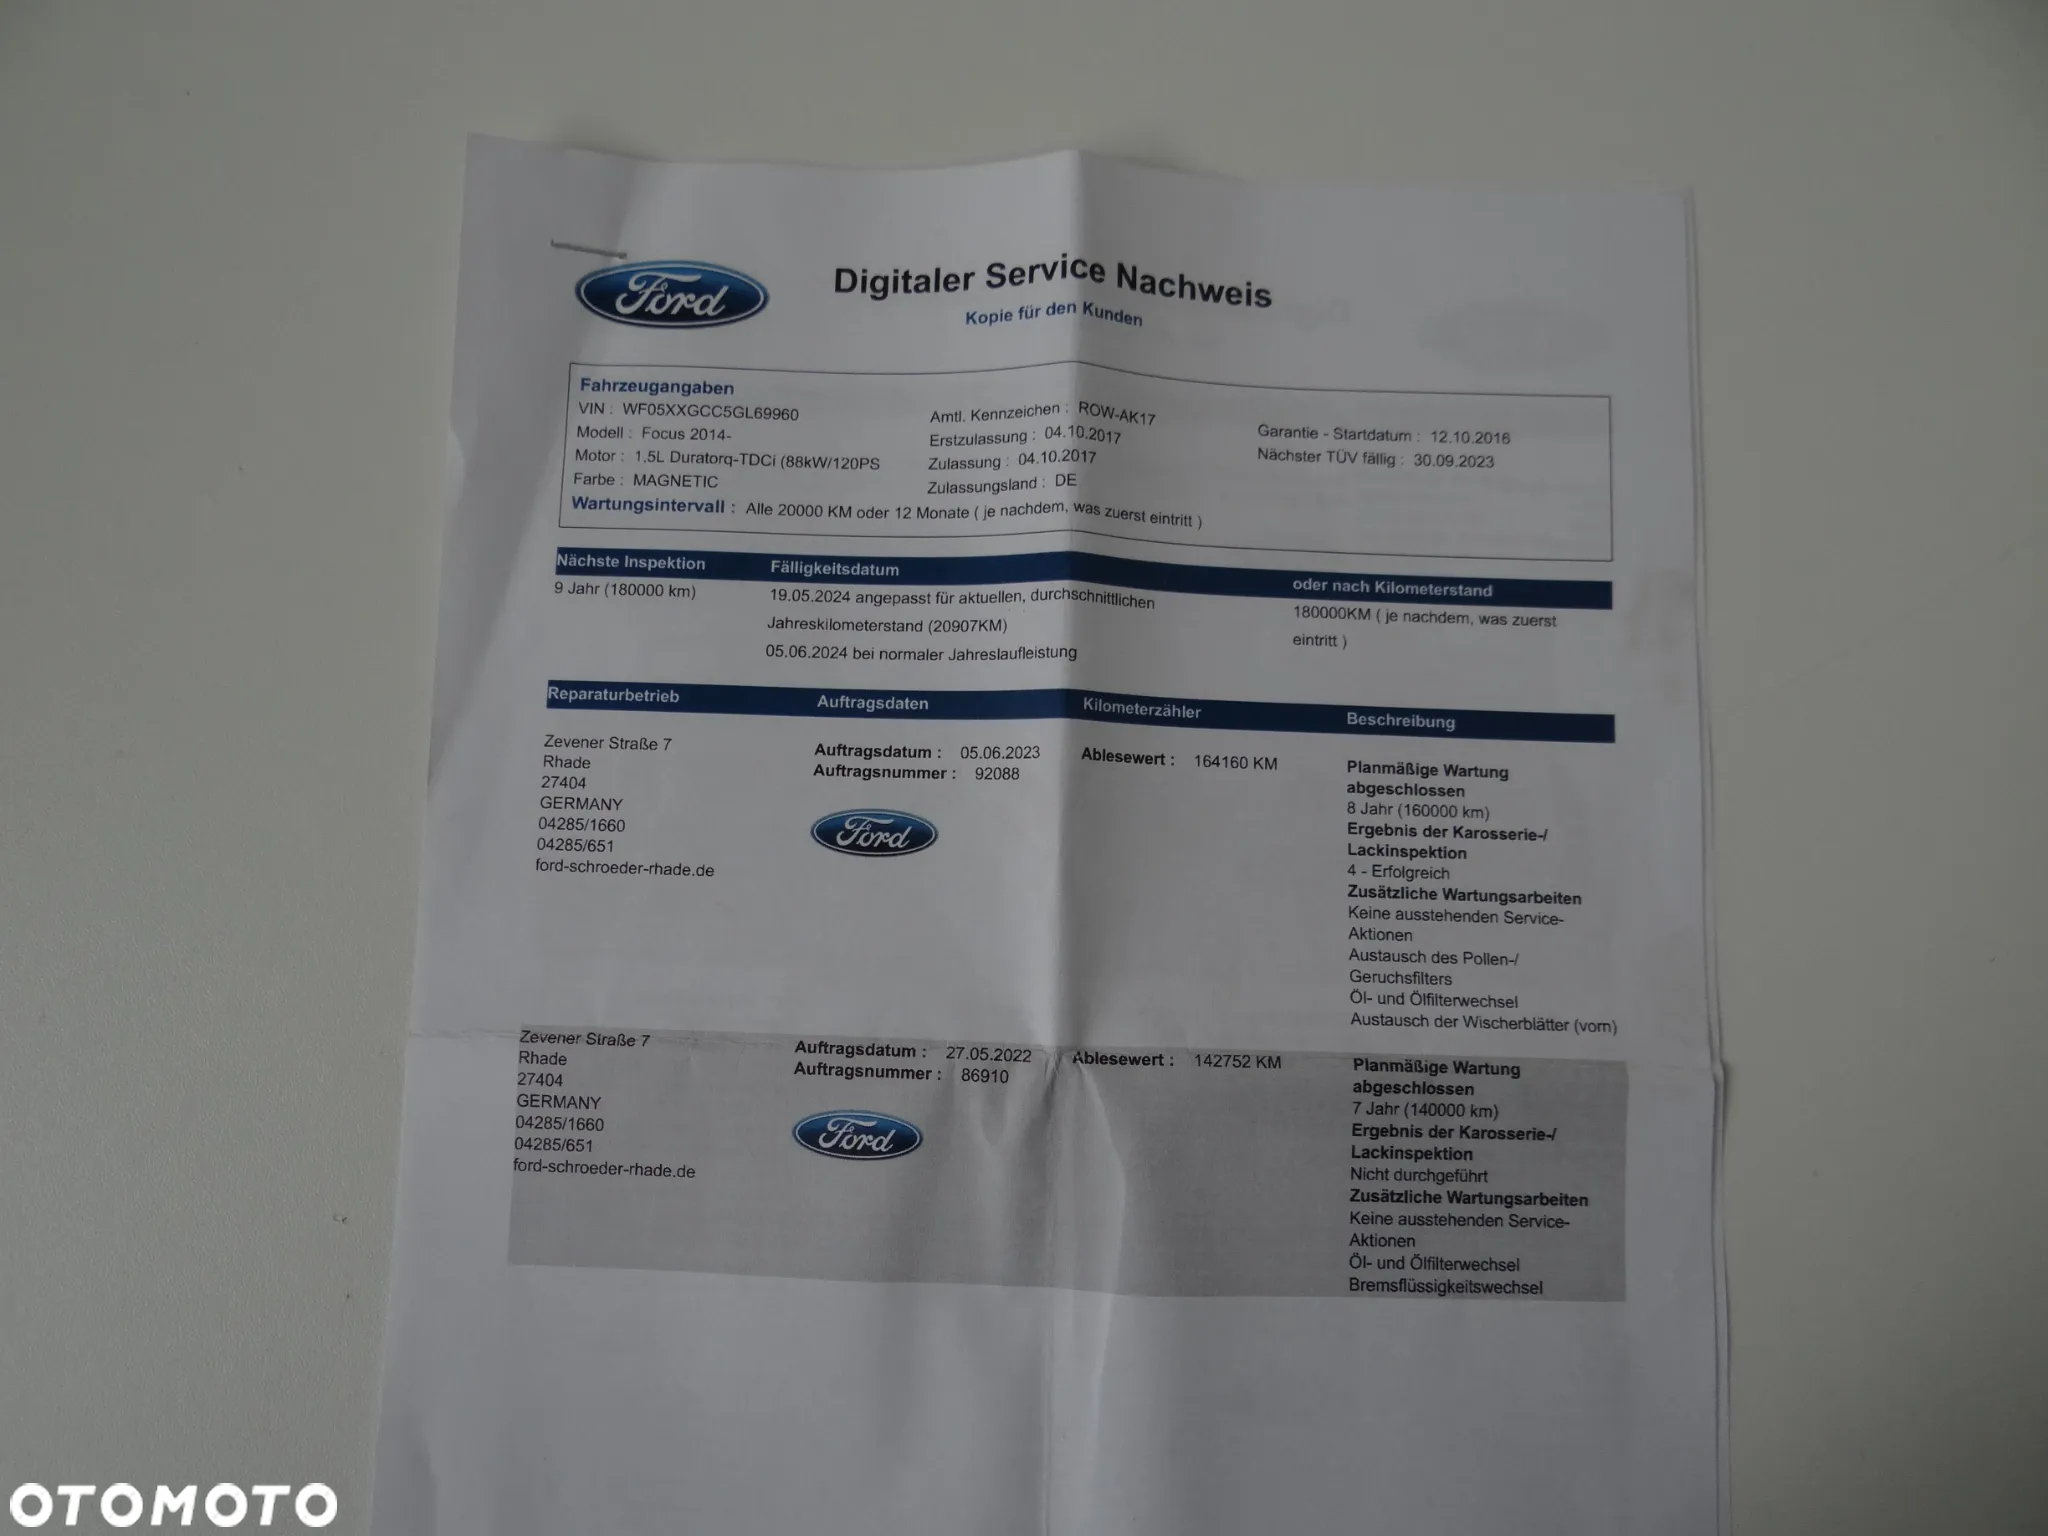 Ford
Digitaler Service Nachweis
Kopie für den Kunden
Fahrzeugangaben
VIN : WF05XXGCC5GL69960
Modell : Focus 2014-
Motor : 1,5L Duratorq-TDCi (88kW/120PS
Farbe : MAGNETIC
Amtl. Kennzeichen : ROW-AK17
Erstzulassung : 04.10.2017
Zulassung : 04.10.2017
Zulassungsland : DE
Garantie - Startdatum : 12.10.2016
Nächster TÜV fällig : 30.09.2023
Wartungsintervall : Alle 20000 KM oder 12 Monate ( je nachdem, was zuerst eintritt )
Nächste Inspektion Fälligkeitsdatum oder nach Kilometerstand
9 Jahr (180000 km)
19.05.2024 angepasst für aktuellen, durchschnittlichen
Jahreskilometerstand (20907KM)
05.06.2024 bei normaler Jahreslaufleistung
180000KM ( je nachdem, was zuerst
eintritt )
Reparaturbetrieb Auftragsdaten Kilometerzähler Beschreibung
Zevener Straße 7
Rhade
27404
GERMANY
04285/1660
04285/651
ford-schroeder-rhade.de
Auftragsdatum : 05.06.2023
Auftragsnummer : 92088
Ford
Ablesewert : 164160 KM
Planmäßige Wartung
abgeschlossen
8 Jahr (160000 km)
Ergebnis der Karosserie-/
Lackinspektion
4 - Erfolgreich
Zusätzliche Wartungsarbeiten
Keine ausstehenden Service-
Aktionen
Austausch des Pollen-/
Geruchsfilters
Öl- und Ölfilterwechsel
Austausch der Wischerblätter (vorn)
Zevener Straße 7
Rhade
27404
GERMANY
04285/1660
04285/651
ford-schroeder-rhade.de
Auftragsdatum : 27.05.2022
Auftragsnummer : 86910
Ford
Ablesewert : 142752 KM
Planmäßige Wartung
abgeschlossen
7 Jahr (140000 km)
Ergebnis der Karosserie-/
Lackinspektion
Nicht durchgeführt
Zusätzliche Wartungsarbeiten
Keine ausstehenden Service-
Aktionen
Öl- und Ölfilterwechsel
Bremsflüssigkeitswechsel
OTOMOTO